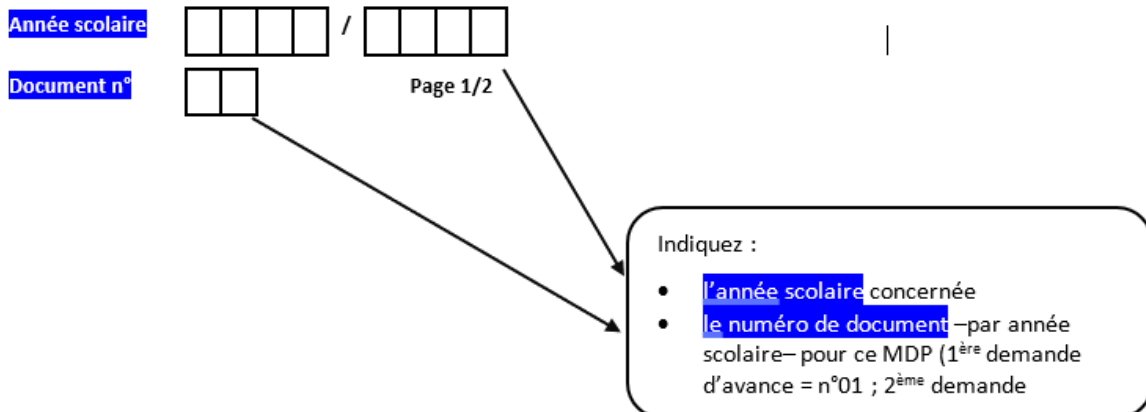 Année scolaire /
Document n° Page 1/2
Indiquez :
• l'année scolaire concernée
• le numéro de document –par année
scolaire– pour ce MDP (1ère demande
d'avance = n°01 ; 2ème demande